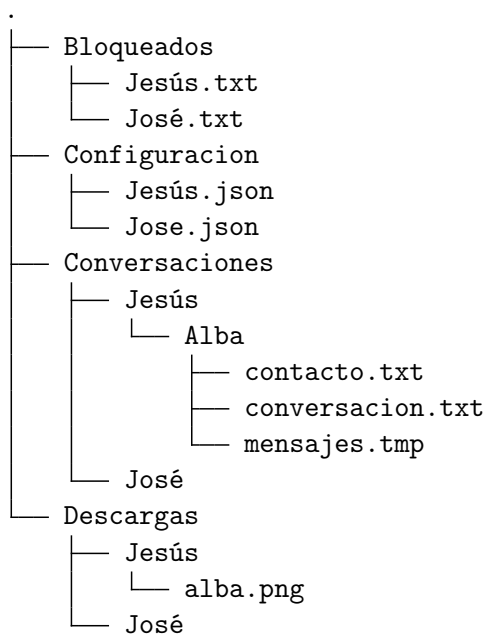 .
Bloqueados
Jesús.txt
José.txt
Configuracion
Jesús.json
Jose.json
Conversaciones
Jesús
Alba
contacto.txt
conversacion.txt
mensajes.tmp
José
Descargas
Jesús
alba.png
José